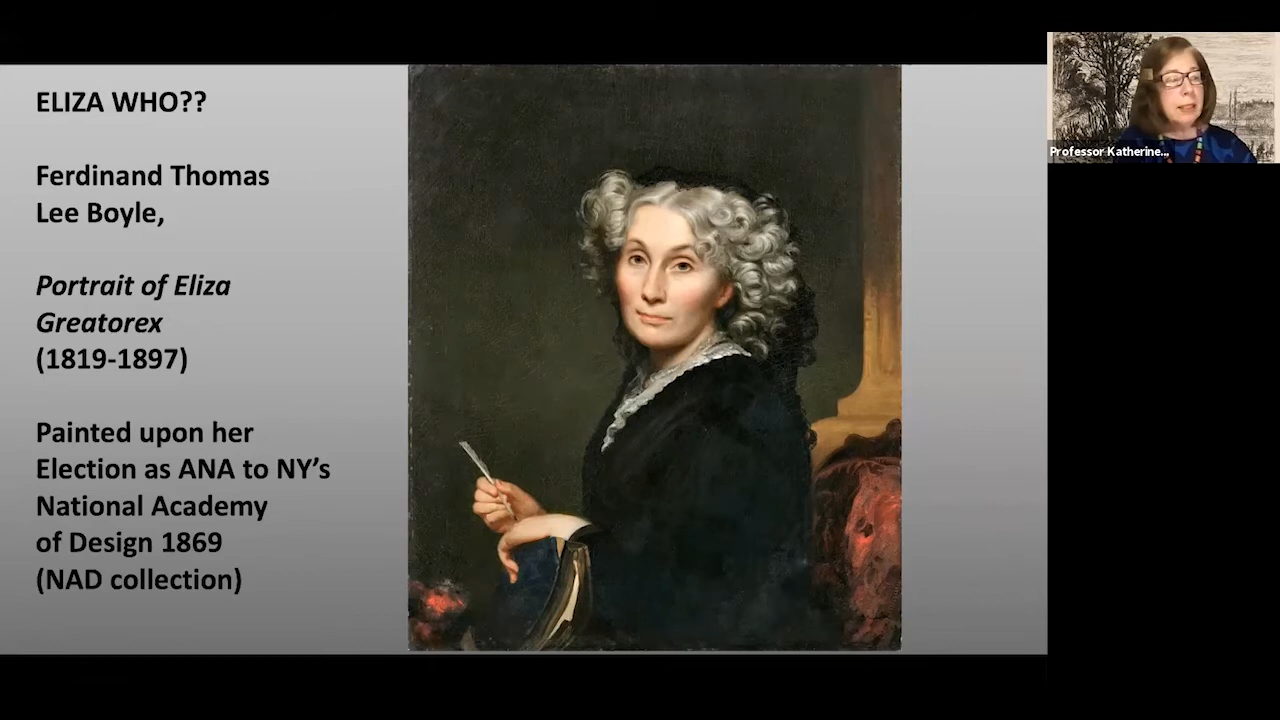 ELIZA WHO??
Ferdinand Thomas
Lee Boyle,
Portrait of Eliza
Greatorex
(1819-1897)
Painted upon her
Election as ANA to NY’s
National Academy
of Design 1869
(NAD collection)
Professor Katherine...